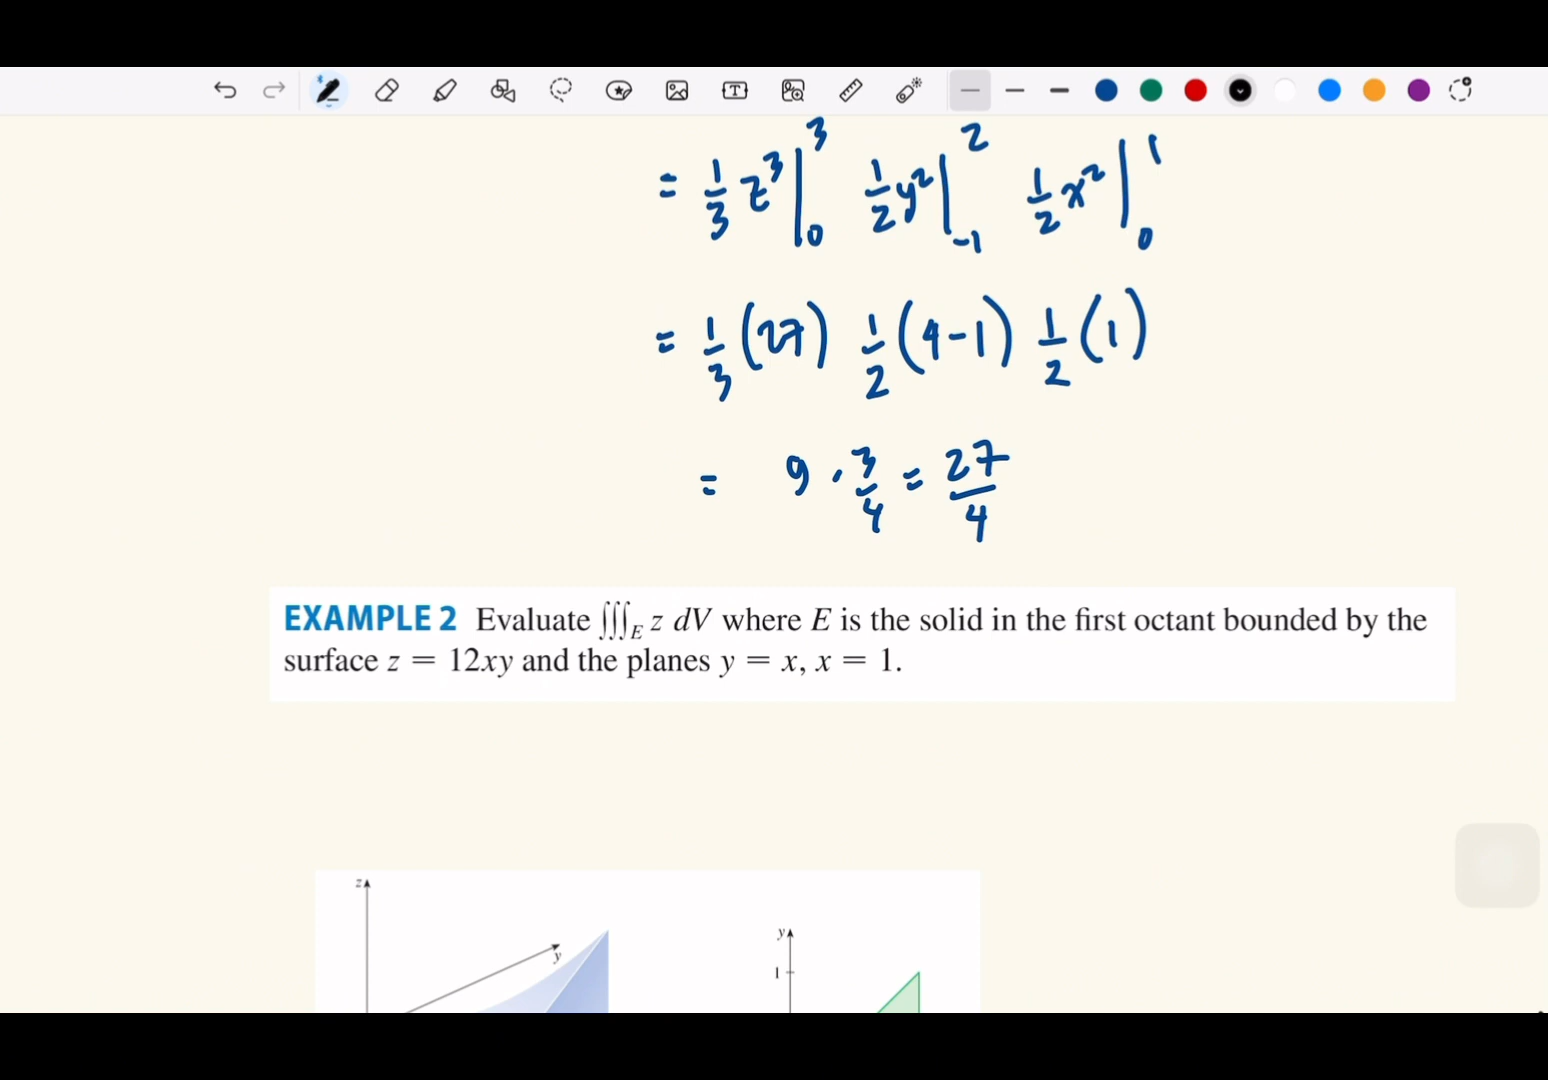 = 1/3 z³ |₀³ 1/2 y² |₋₁² 1/2 x² |₀¹
= 1/3 (27) 1/2 (4-1) 1/2 (1)
= 9 · 3/4 = 27/4
EXAMPLE 2 Evaluate ∭_E z dV where E is the solid in the first octant bounded by the
surface z = 12xy and the planes y = x, x = 1.
z
y
y
1